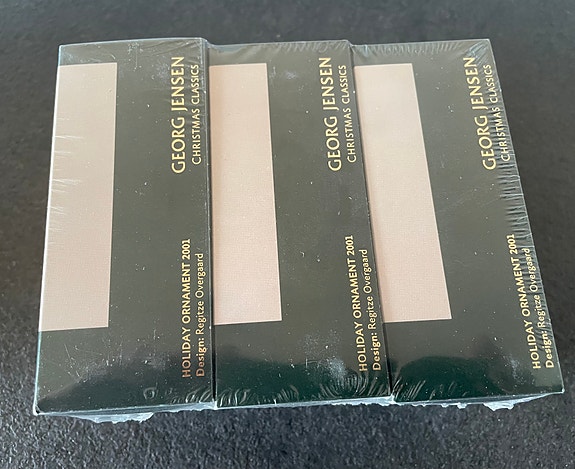 GEORG JENSEN
CHRISTMAS CLASSICS
HOLIDAY ORNAMENT 2001
Design: Regitze Overgaard
GEORG JENSEN
CHRISTMAS CLASSICS
HOLIDAY ORNAMENT 2001
Design: Regitze Overgaard
GEORG JENSEN
CHRISTMAS CLASSICS
HOLIDAY ORNAMENT 2001
Design: Regitze Overgaard